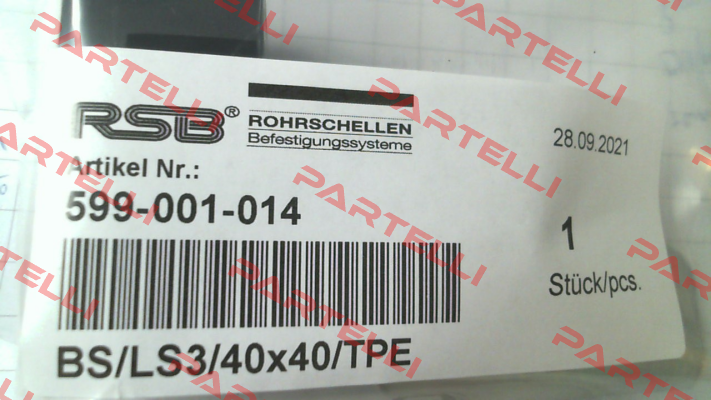 RSB®
ROHRSCHELLEN
Befestigungssysteme
28.09.2021
Artikel Nr.:
599-001-014
1
Stück/pcs.
BS/LS3/40x40/TPE
PARTELLI